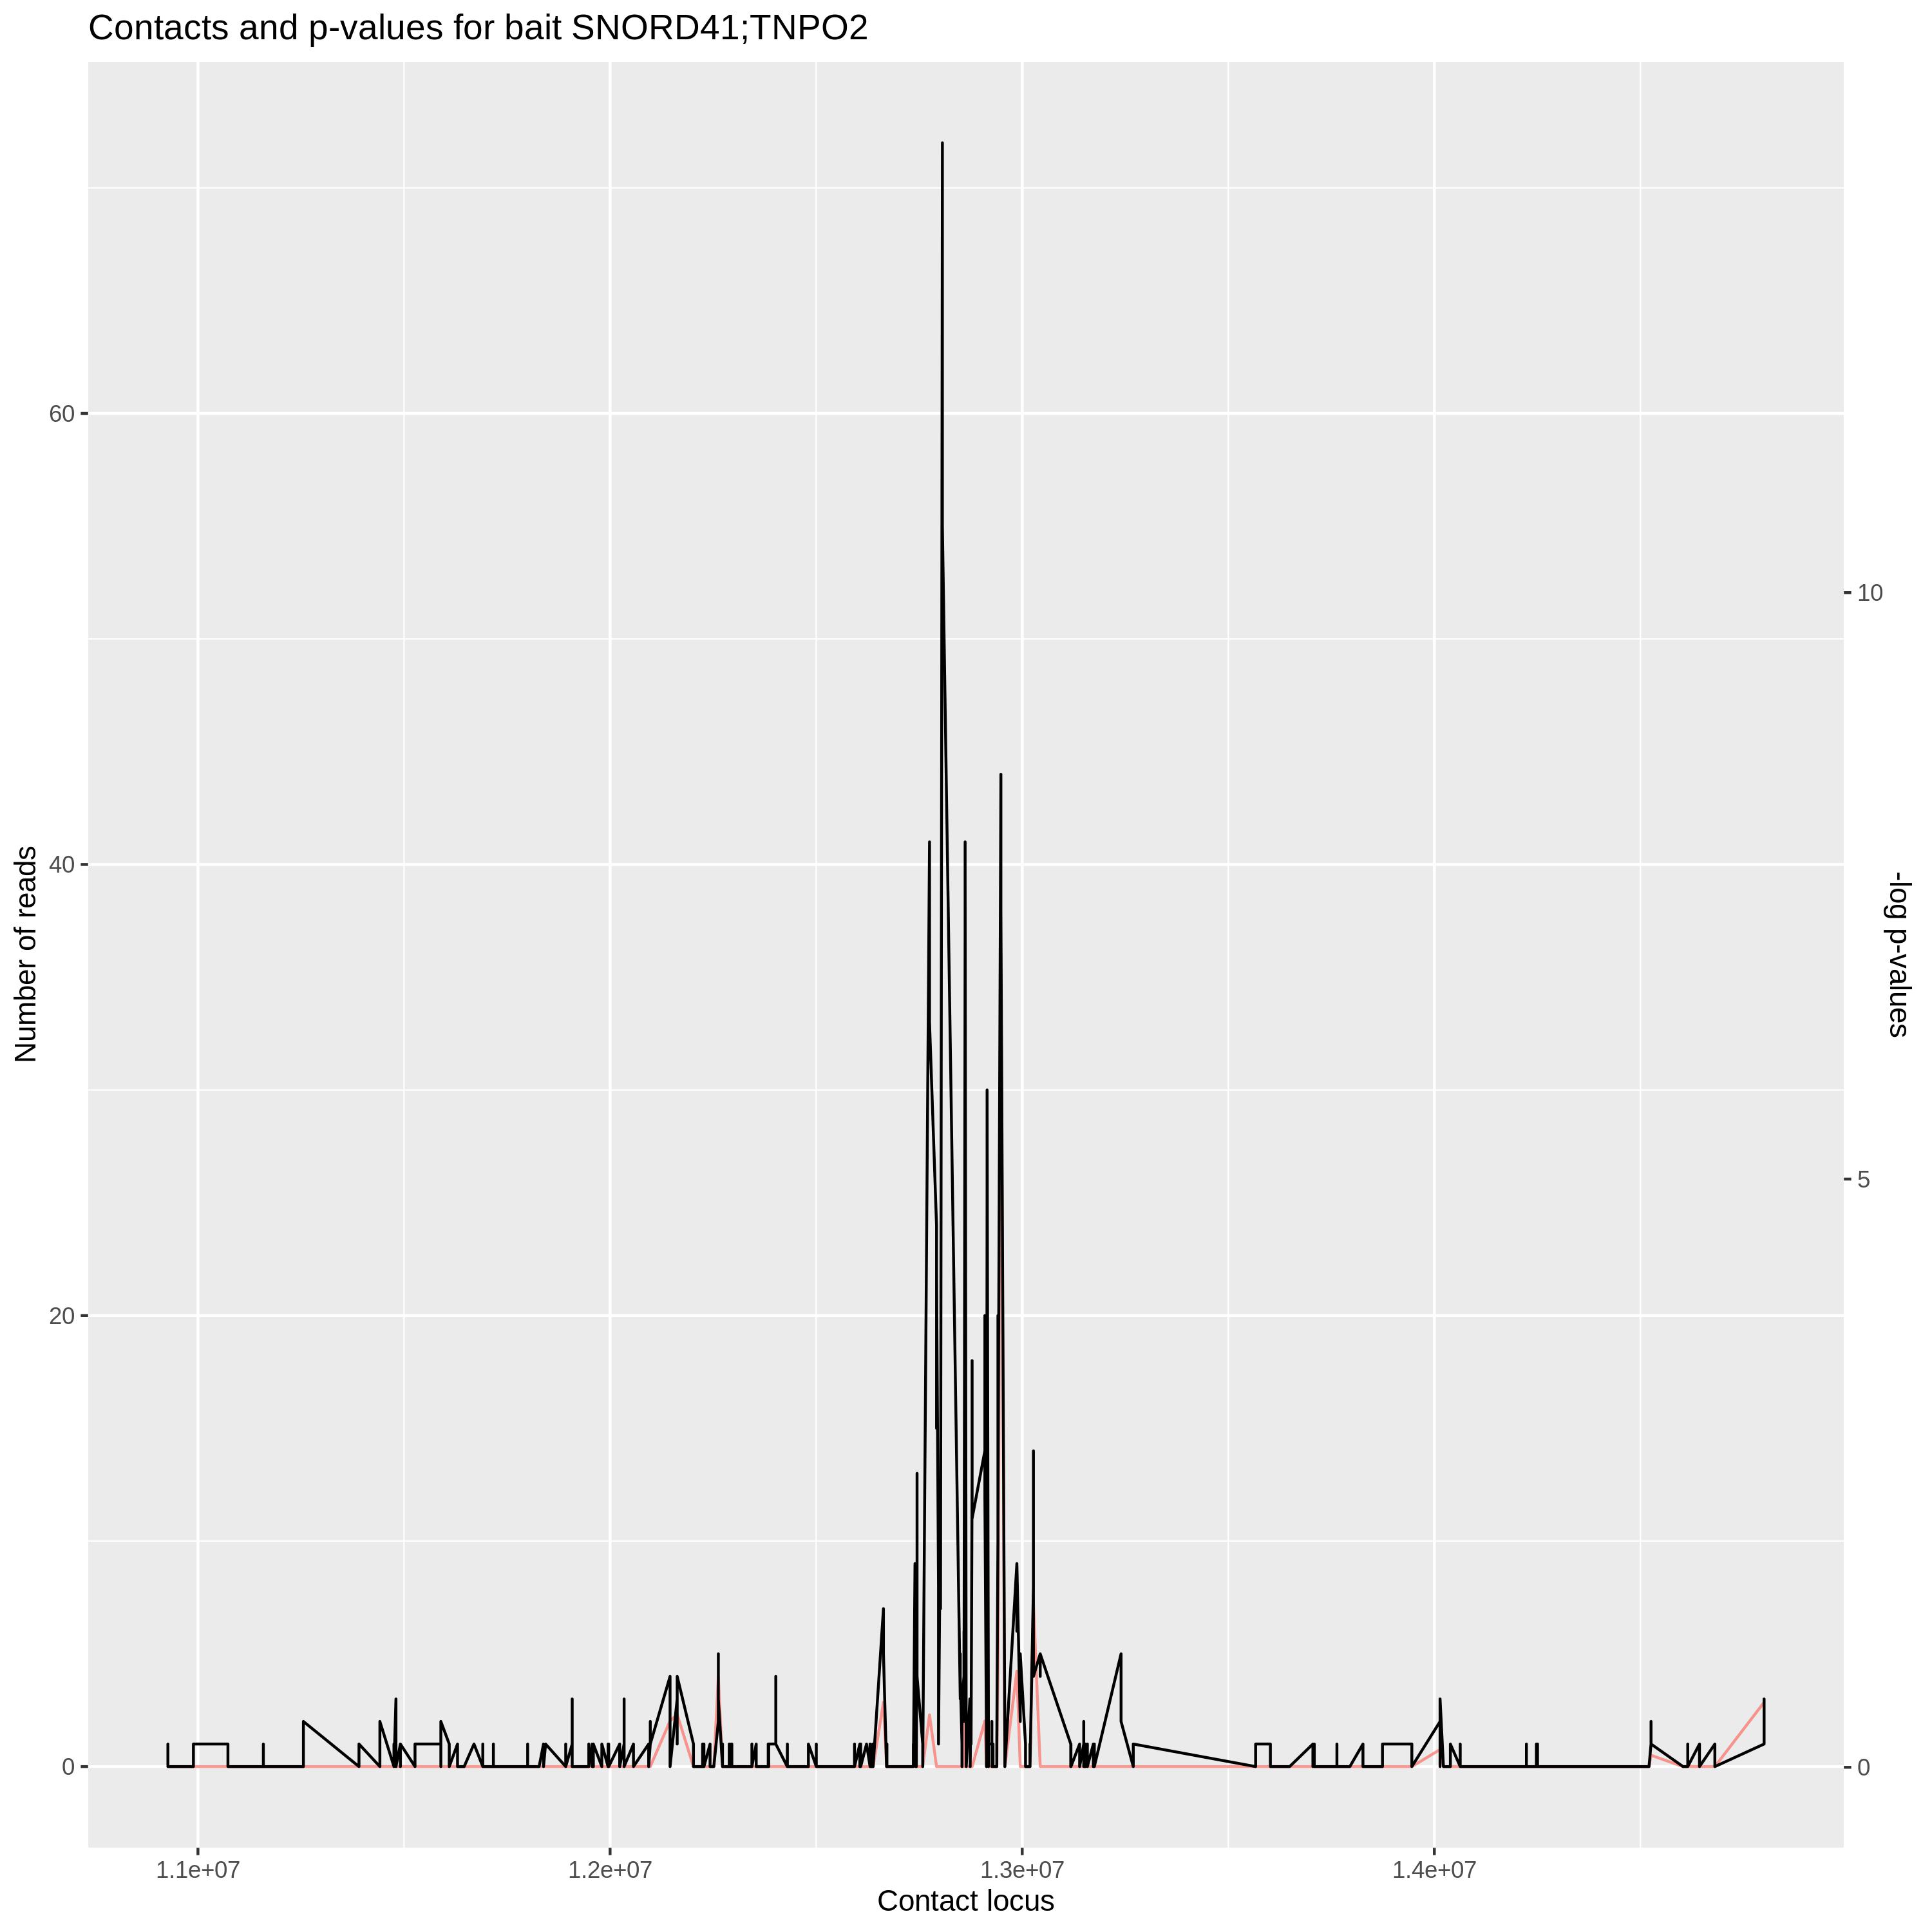 Contacts and p-values for bait SNORD41;TNPO2
Number of reads
60
40
20
0
10
5
0
-log p-values
1.1e+07 1.2e+07 1.3e+07 1.4e+07
Contact locus